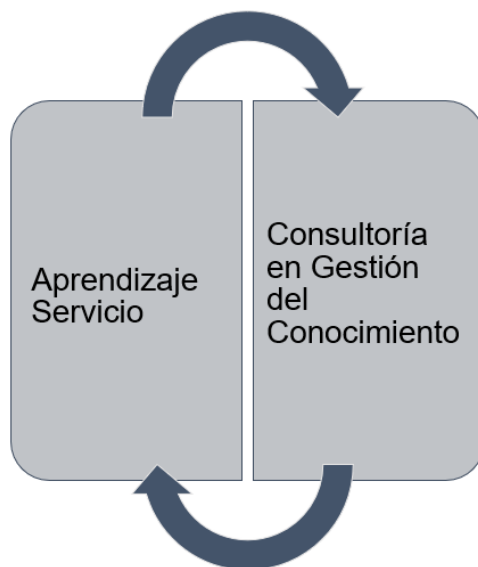 Aprendizaje
Servicio
Consultoría
en Gestión
del
Conocimiento